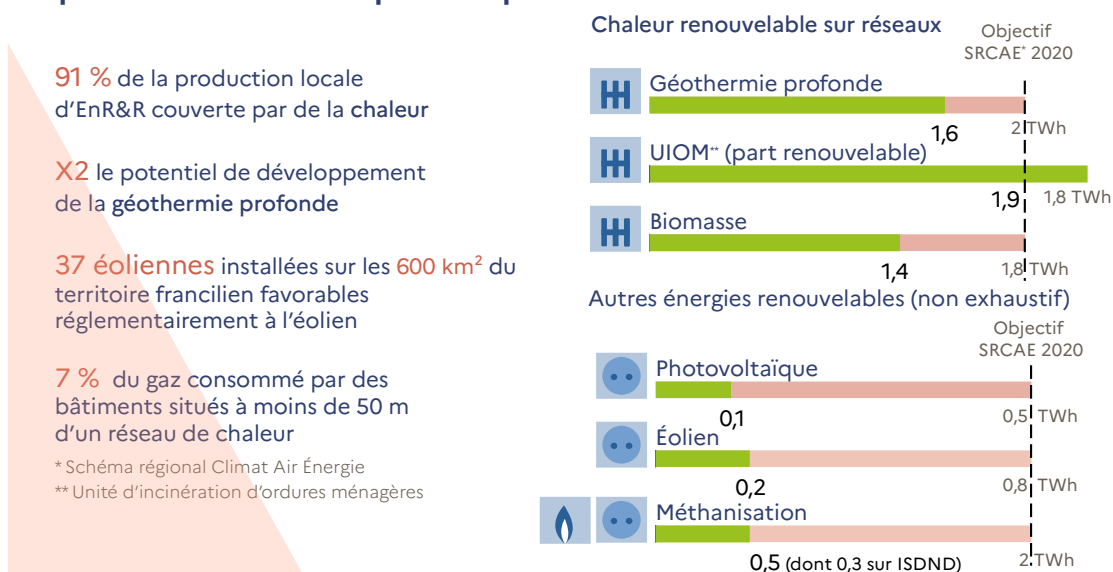 91 % de la production locale
d'EnR&R couverte par de la chaleur
X2 le potentiel de développement
de la géothermie profonde
37 éoliennes installées sur les 600 km² du
territoire francilien favorables
réglementairement à l'éolien
7 % du gaz consommé par des
bâtiments situés à moins de 50 m
d'un réseau de chaleur
* Schéma régional Climat Air Énergie
** Unité d'incinération d'ordures ménagères
Chaleur renouvelable sur réseaux
Objectif
SRCAE* 2020
Géothermie profonde
1,6
2 TWh
UIOM** (part renouvelable)
1,9
1,8 TWh
Biomasse
1,4
1,8 TWh
Autres énergies renouvelables (non exhaustif)
Objectif
SRCAE 2020
Photovoltaïque
0,1
0,5 TWh
Éolien
0,2
0,8 TWh
Méthanisation
0,5 (dont 0,3 sur ISDND)
2 TWh